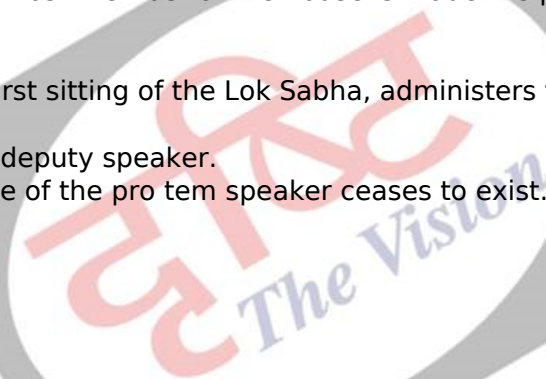 rst sitting of the Lok Sabha, administers
deputy speaker.
e of the pro tem speaker ceases to exist.
दृष्टि
The Vision